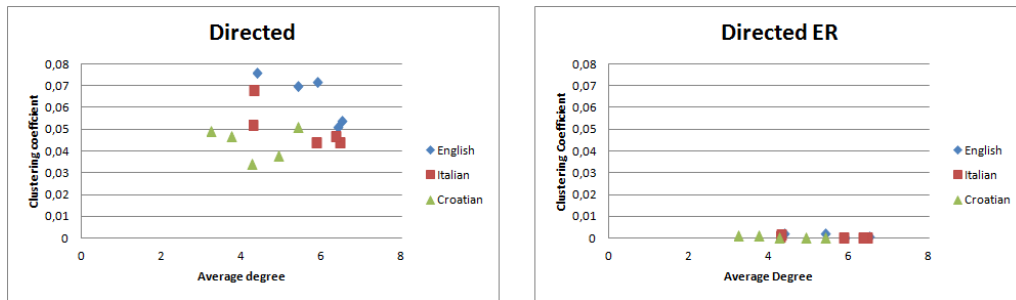 Directed
0,08
0,07
0,06
0,05
0,04
0,03
0,02
0,01
0
0 2 4 6 8
Clustering coefficient
Average degree
English
Italian
Croatian
Directed ER
0,08
0,07
0,06
0,05
0,04
0,03
0,02
0,01
0
0 2 4 6 8
Clustering Coefficient
Average Degree
English
Italian
Croatian